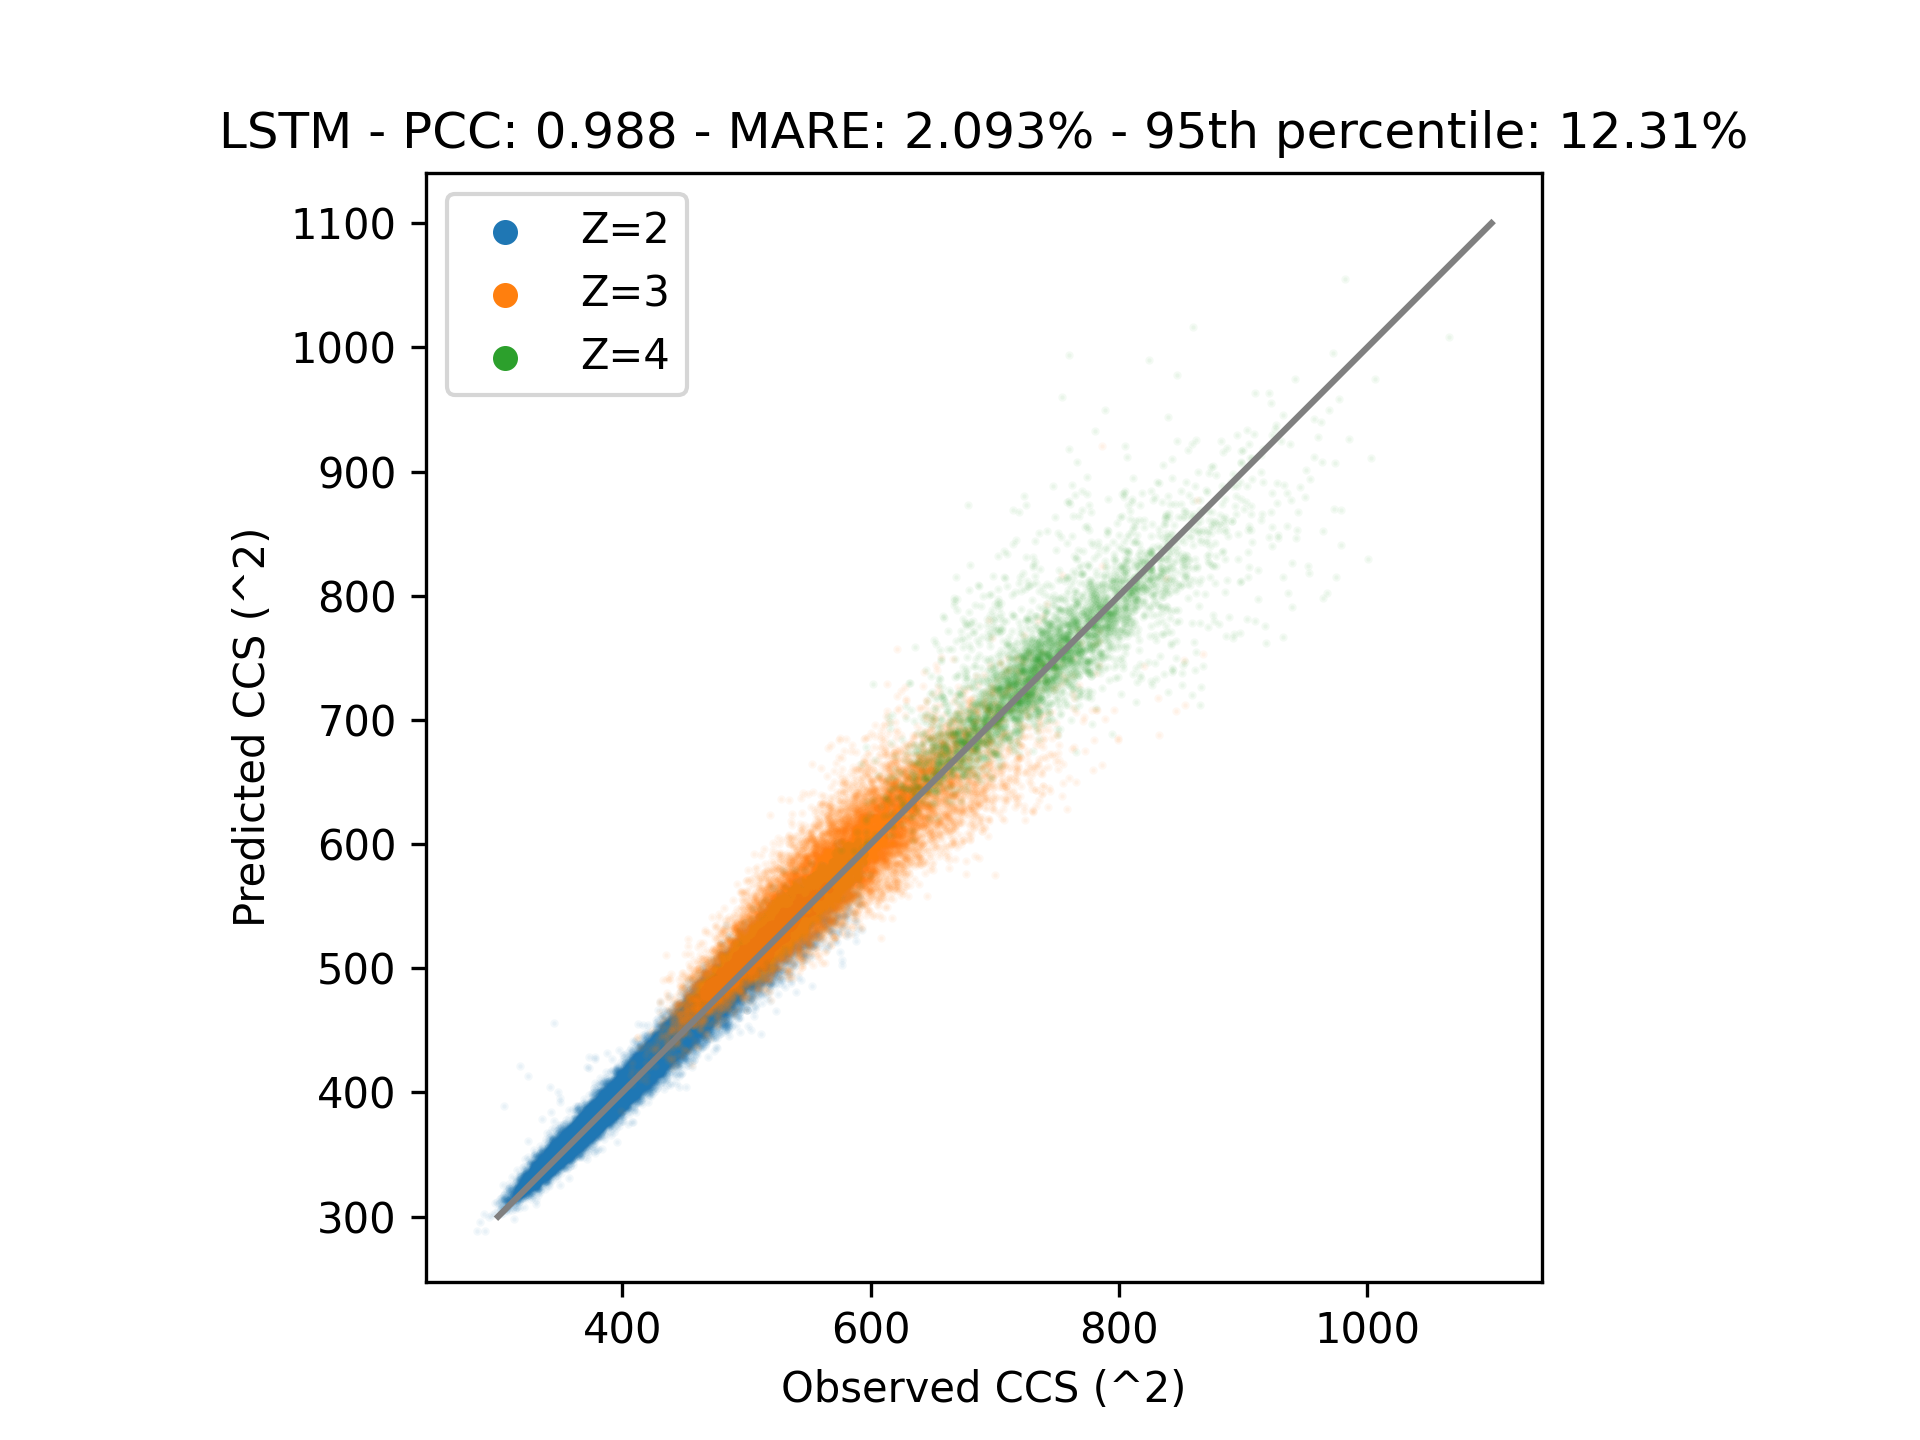 LSTM - PCC: 0.988 - MARE: 2.093% - 95th percentile: 12.31%
Z=2
Z=3
Z=4
1100
1000
900
800
700
600
500
400
300
Predicted CCS (^2)
400 600 800 1000
Observed CCS (^2)